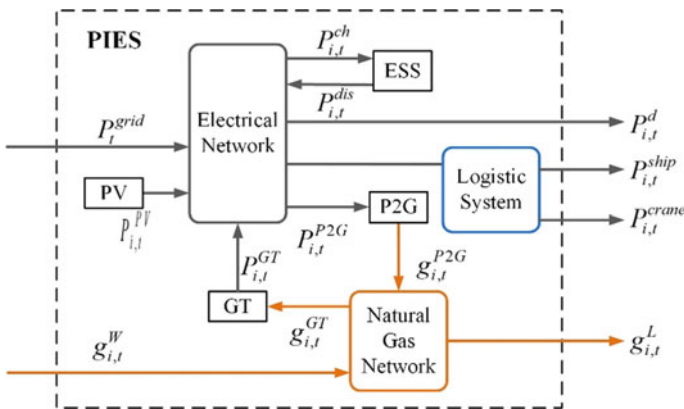 PIES
P_{i,t}^{ch}
ESS
P_{i,t}^{dis}
Electrical
Network
P_t^{grid}
P_{i,t}^{d}
PV
P_{i,t}^{PV}
Logistic
System
P_{i,t}^{ship}
P_{i,t}^{crane}
P2G
P_{i,t}^{P2G}
P_{i,t}^{GT}
g_{i,t}^{P2G}
GT
g_{i,t}^{GT}
Natural
Gas
Network
g_{i,t}^{W}
g_{i,t}^{L}